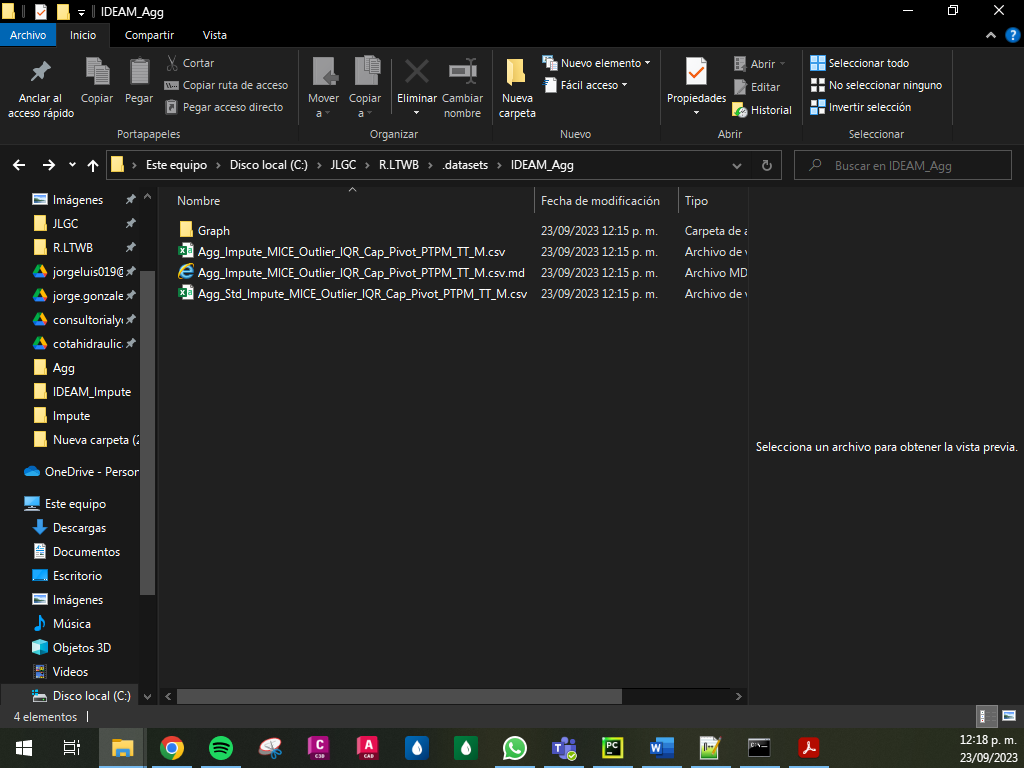 IDEAM_Agg
Archivo Inicio Compartir Vista
Anclar al acceso rápido
Copiar
Pegar
Cortar
Copiar ruta de acceso
Pegar acceso directo
Portapapeles
Mover a
Copiar a
Eliminar
Cambiar nombre
Organizar
Nueva carpeta
Nuevo elemento
Fácil acceso
Nuevo
Propiedades
Abrir
Editar
Historial
Abrir
Seleccionar todo
No seleccionar ninguno
Invertir selección
Seleccionar
Este equipo > Disco local (C:) > JLGC > R.LTWB > .datasets > IDEAM_Agg
Buscar en IDEAM_Agg
Imágenes
JLGC
R.LTWB
jorgeluis019@
jorge.gonzale
consultorialy
cotahidraulic
Agg
IDEAM_Impute
Impute
Nueva carpeta (2
OneDrive - Person
Este equipo
Descargas
Documentos
Escritorio
Imágenes
Música
Objetos 3D
Videos
Disco local (C:)
Nombre Fecha de modificación Tipo
Graph 23/09/2023 12:15 p. m. Carpeta de a
Agg_Impute_MICE_Outlier_IQR_Cap_Pivot_PTPM_TT_M.csv 23/09/2023 12:15 p. m. Archivo de v
Agg_Impute_MICE_Outlier_IQR_Cap_Pivot_PTPM_TT_M.csv.md 23/09/2023 12:15 p. m. Archivo MD
Agg_Std_Impute_MICE_Outlier_IQR_Cap_Pivot_PTPM_TT_M.csv 23/09/2023 12:15 p. m. Archivo de v
Selecciona un archivo para obtener la vista previa.
4 elementos
12:18 p. m.
23/09/2023